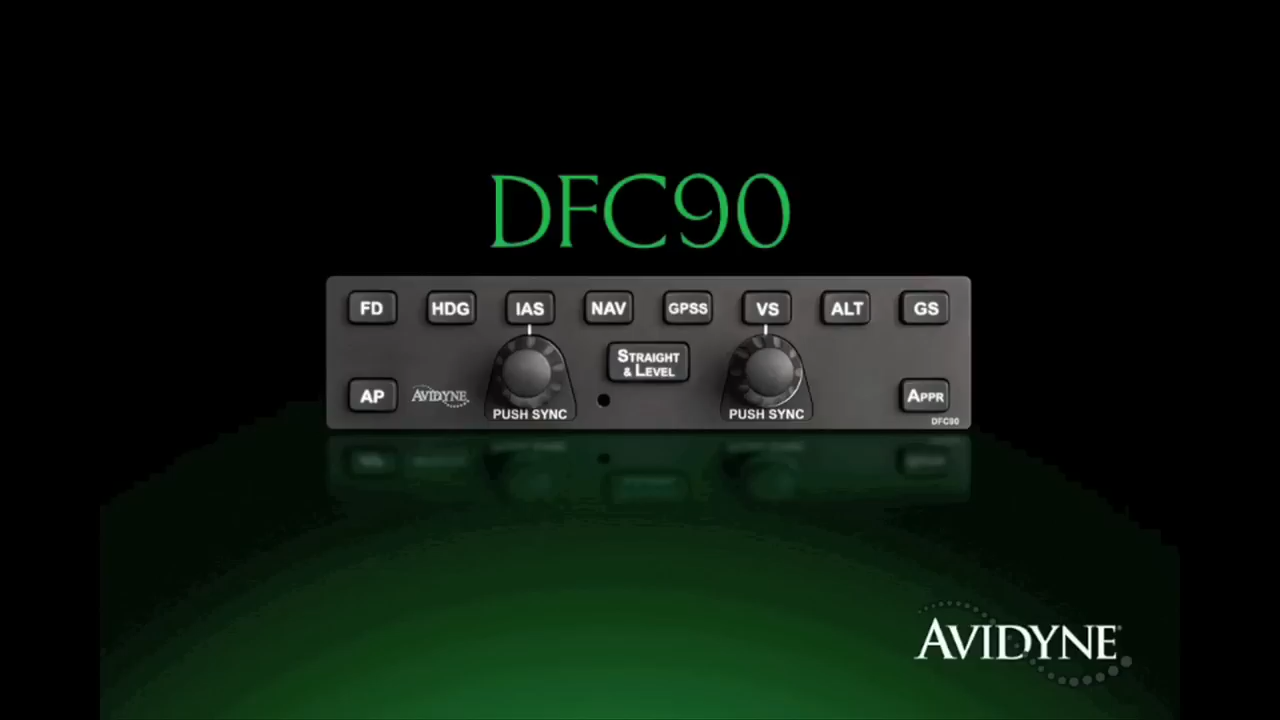 DFC90
FD HDG IAS NAV GPSS VS ALT GS
STRAIGHT
& LEVEL
AP AVIDYNE APPR
PUSH SYNC PUSH SYNC
DFC90
AVIDYNE